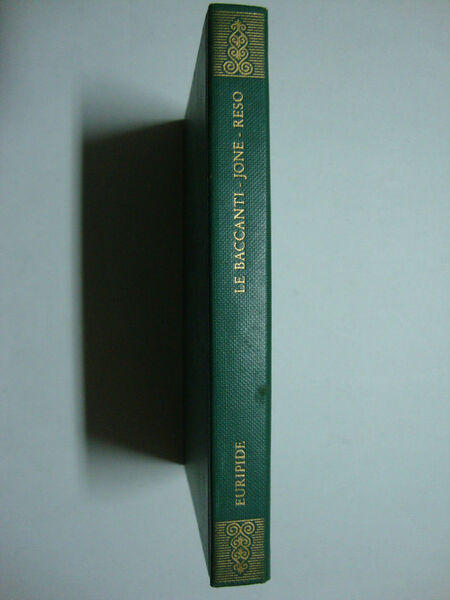 EURIPIDE
LE BACCANTI - JONE - RESO